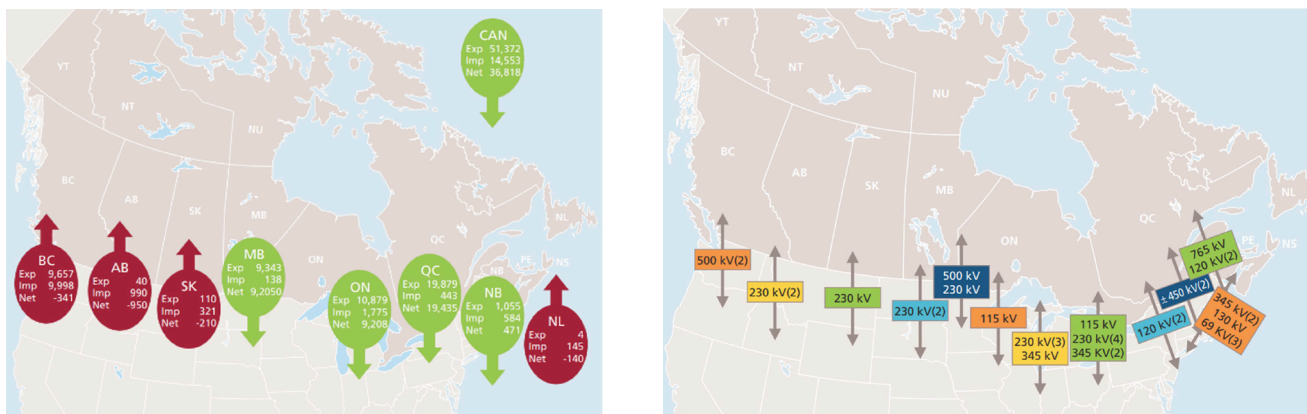 CAN
Exp 51,372
Imp 14,553
Net 36,818
YT
NT
NU
BC
AB
SK
MB
ON
QC
NL
PE
NB
NS
BC
Exp 9,657
Imp 9,998
Net -341
AB
Exp 40
Imp 990
Net -950
SK
Exp 110
Imp 321
Net -210
MB
Exp 9,343
Imp 138
Net 9,2050
ON
Exp 10,879
Imp 1,775
Net 9,208
QC
Exp 19,879
Imp 443
Net 19,435
NB
Exp 1,055
Imp 584
Net 471
NL
Exp 4
Imp 145
Net -140
YT
NT
NU
BC
AB
SK
MB
ON
QC
NL
PE
NS
500 kV(2)
230 kV(2)
230 kV
230 kV(2)
500 kV
230 kV
115 kV
230 kV(3)
345 kV
115 kV
230 kV(4)
345 kV(2)
120 kV(2)
± 450 kV(2)
765 kV
120 kV(2)
345 kV(2)
130 kV
69 KV(3)